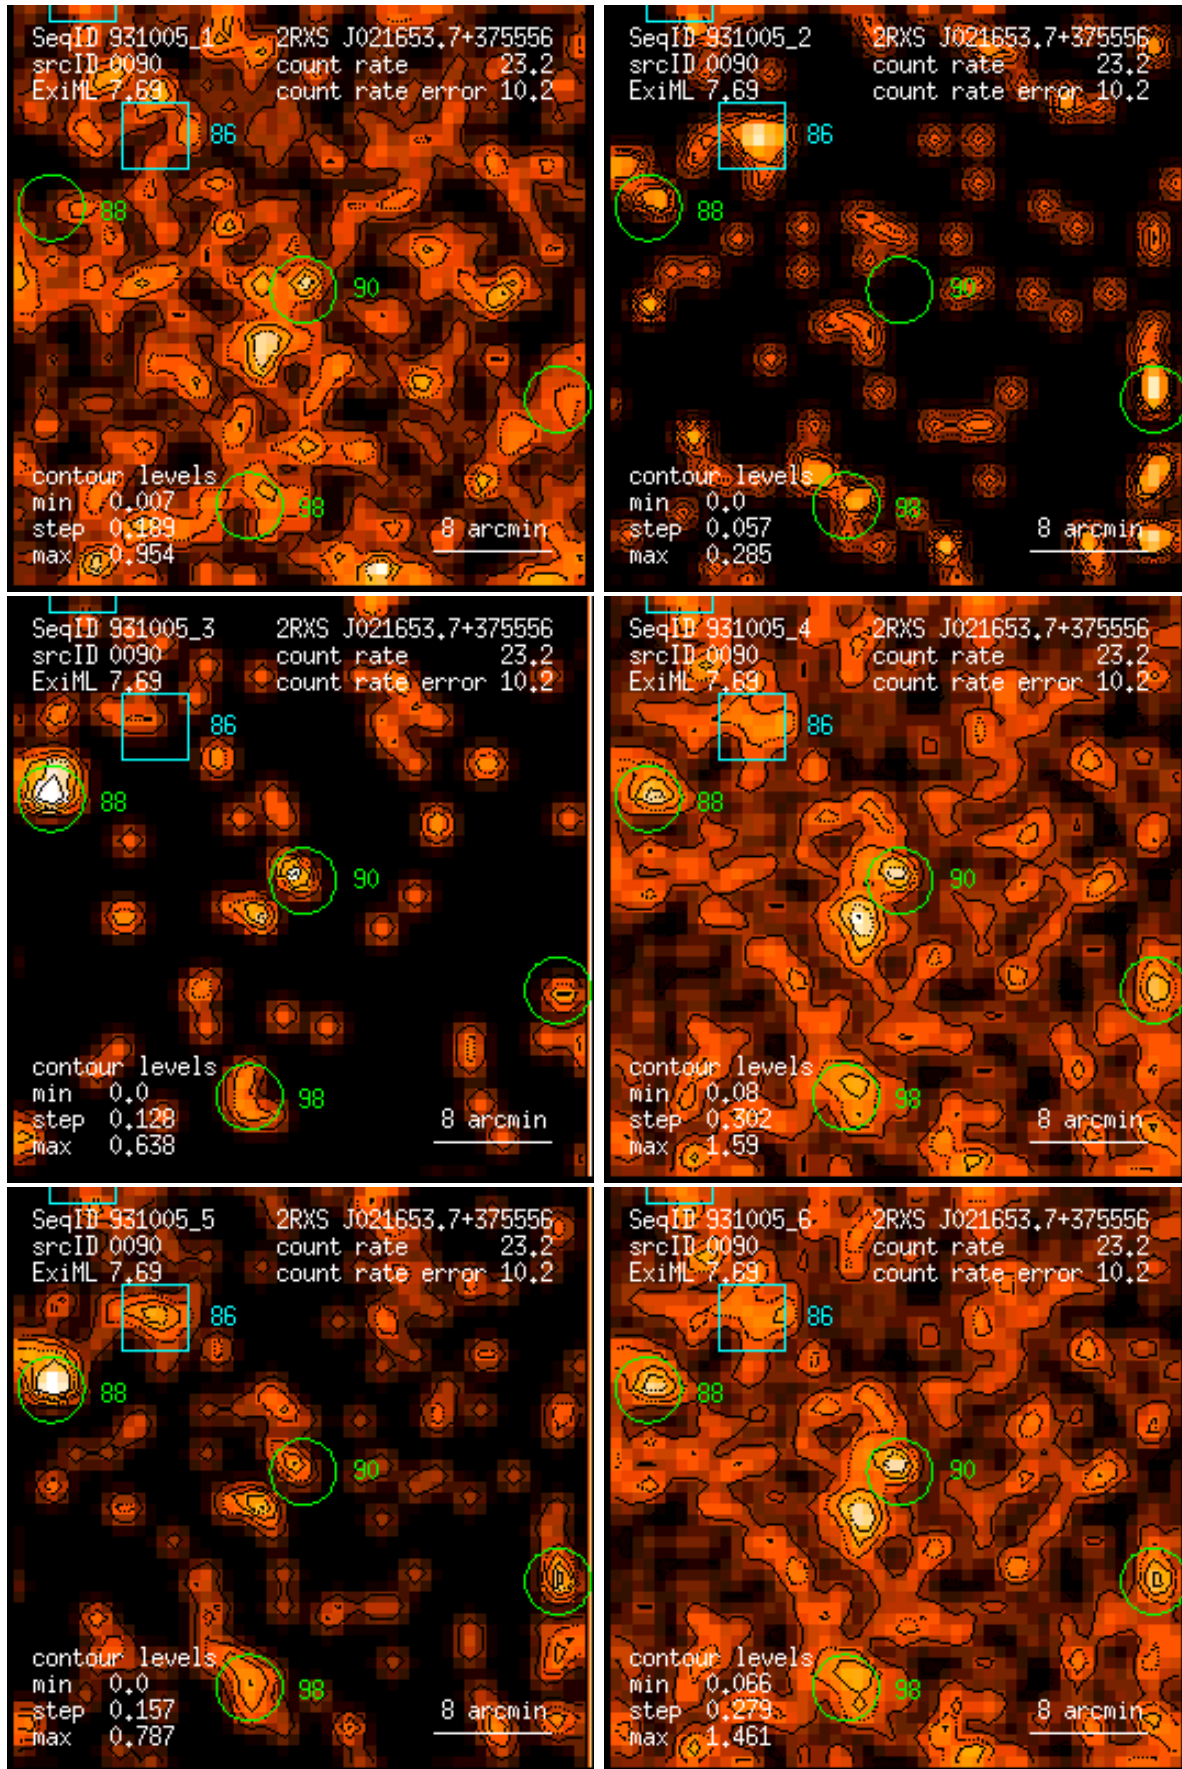 SeqID 931005_1 2RXS J021653.7+375556
srcID 0090 count rate 23.2
ExiML 7.69 count rate error 10.2
86
88
90
98
contour levels
min 0.007
step 0.189 8 arcmin
max 0.954
SeqID 931005_2 2RXS J021653.7+375556
srcID 0090 count rate 23.2
ExiML 7.69 count rate error 10.2
86
88
90
contour levels
min 0.0 98
step 0.057 8 arcmin
max 0.285
SeqID 931005_3 2RXS J021653.7+375556
srcID 0090 count rate 23.2
ExiML 7.69 count rate error 10.2
86
88
90
contour levels
min 0.0 98
step 0.128 8 arcmin
max 0.638
SeqID 931005_4 2RXS J021653.7+375556
srcID 0090 count rate 23.2
ExiML 7.69 count rate error 10.2
86
88
90
contour levels
min 0.08 98
step 0.302 8 arcmin
max 1.59
SeqID 931005_5 2RXS J021653.7+375556
srcID 0090 count rate 23.2
ExiML 7.69 count rate error 10.2
86
88
90
contour levels
min 0.0 98
step 0.157 8 arcmin
max 0.787
SeqID 931005_6 2RXS J021653.7+375556
srcID 0090 count rate 23.2
ExiML 7.69 count rate error 10.2
86
88
90
contour levels
min 0.066 98
step 0.279 8 arcmin
max 1.461